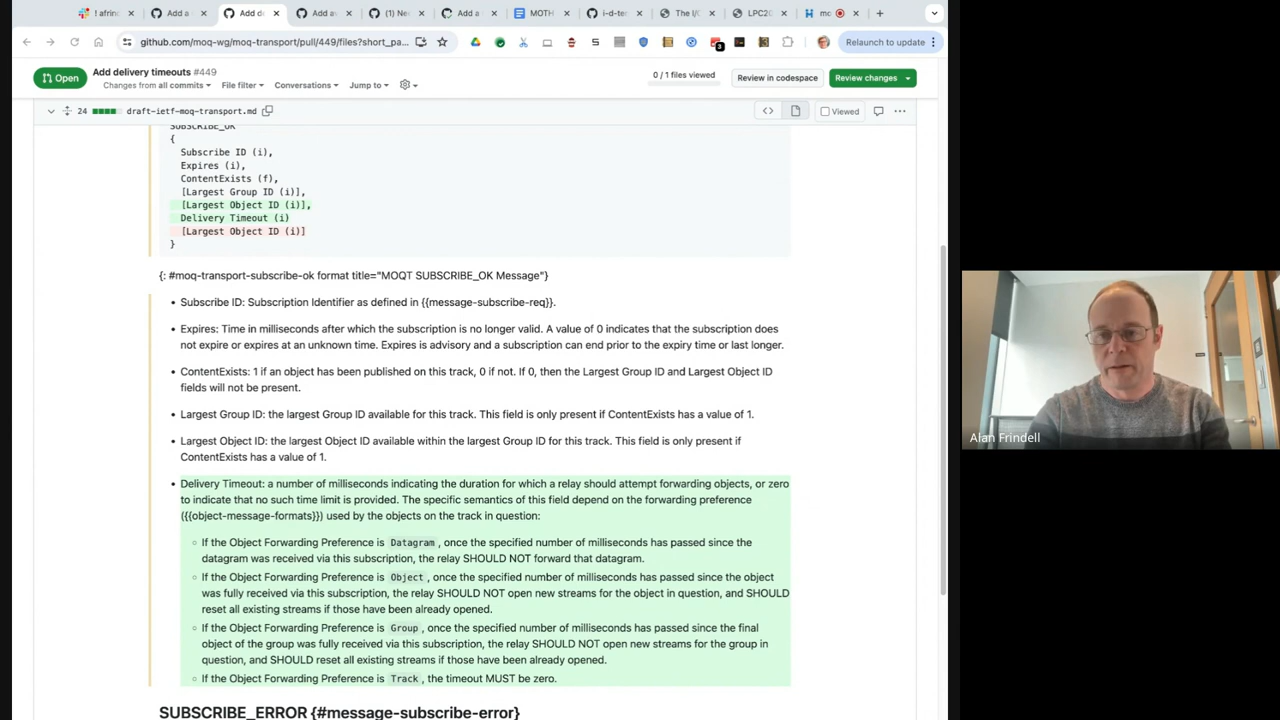 ! afrin
Add a
Add d
Add av
(1) Nee
Add a
MOTH
i-d-ter
The I/O
LPC20
mo
github.com/moq-wg/moq-transport/pull/449/files?short_pa...
3
Relaunch to update
Open
Add delivery timeouts #449
Changes from all commits
File filter
Conversations
Jump to
0 / 1 files viewed
Review in codespace
Review changes
24
draft-ietf-moq-transport.md
Viewed
SUBSCRIBE_OK
{
Subscribe ID (i),
Expires (i),
ContentExists (f),
[Largest Group ID (i)],
[Largest Object ID (i)],
Delivery Timeout (i)
[Largest Object ID (i)]
}
{: #moq-transport-subscribe-ok format title="MOQT SUBSCRIBE_OK Message"}
• Subscribe ID: Subscription Identifier as defined in {{message-subscribe-req}}.
• Expires: Time in milliseconds after which the subscription is no longer valid. A value of 0 indicates that the subscription does
not expire or expires at an unknown time. Expires is advisory and a subscription can end prior to the expiry time or last longer.
• ContentExists: 1 if an object has been published on this track, 0 if not. If 0, then the Largest Group ID and Largest Object ID
fields will not be present.
• Largest Group ID: the largest Group ID available for this track. This field is only present if ContentExists has a value of 1.
• Largest Object ID: the largest Object ID available within the largest Group ID for this track. This field is only present if
ContentExists has a value of 1.
• Delivery Timeout: a number of milliseconds indicating the duration for which a relay should attempt forwarding objects, or zero
to indicate that no such time limit is provided. The specific semantics of this field depend on the forwarding preference
({{object-message-formats}}) used by the objects on the track in question:
◦ If the Object Forwarding Preference is Datagram, once the specified number of milliseconds has passed since the
datagram was received via this subscription, the relay SHOULD NOT forward that datagram.
◦ If the Object Forwarding Preference is Object, once the specified number of milliseconds has passed since the object
was fully received via this subscription, the relay SHOULD NOT open new streams for the object in question, and SHOULD
reset all existing streams if those have been already opened.
◦ If the Object Forwarding Preference is Group, once the specified number of milliseconds has passed since the final
object of the group was fully received via this subscription, the relay SHOULD NOT open new streams for the group in
question, and SHOULD reset all existing streams if those have been already opened.
◦ If the Object Forwarding Preference is Track, the timeout MUST be zero.
SUBSCRIBE_ERROR {#message-subscribe-error}
Alan Frindell